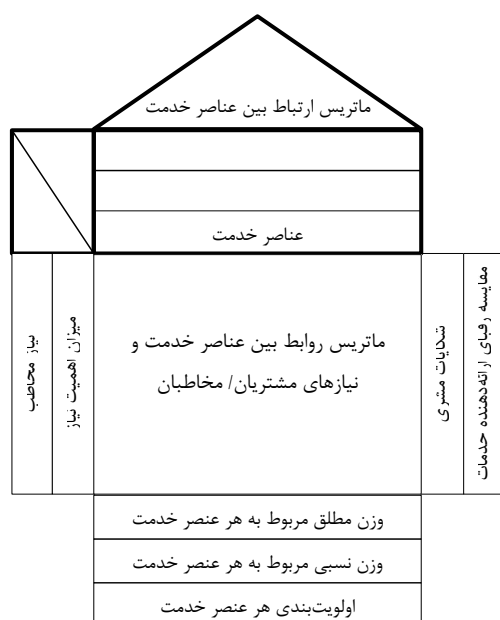 ماتریس ارتباط بین عناصر خدمت
عناصر خدمت
مقایسه رقبای ارائه‌دهنده خدمات
شکایات مشتری
ماتریس روابط بین عناصر خدمت و
نیازهای مشتریان/ مخاطبان
میزان اهمیت نیاز
نیاز مخاطب
وزن مطلق مربوط به هر عنصر خدمت
وزن نسبی مربوط به هر عنصر خدمت
اولویت‌بندی هر عنصر خدمت